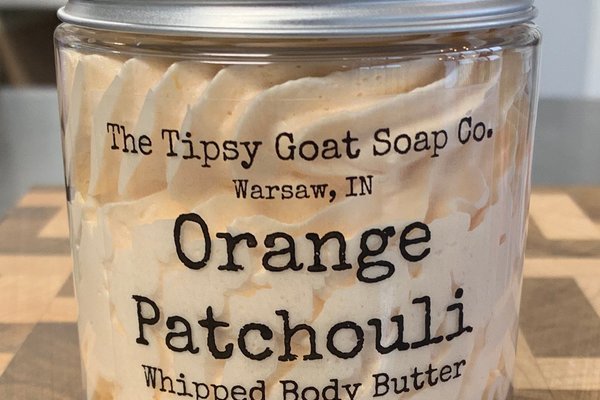 The Tipsy Goat Soap Co.
Warsaw, IN
Orange
Patchouli
Whipped Body Butter